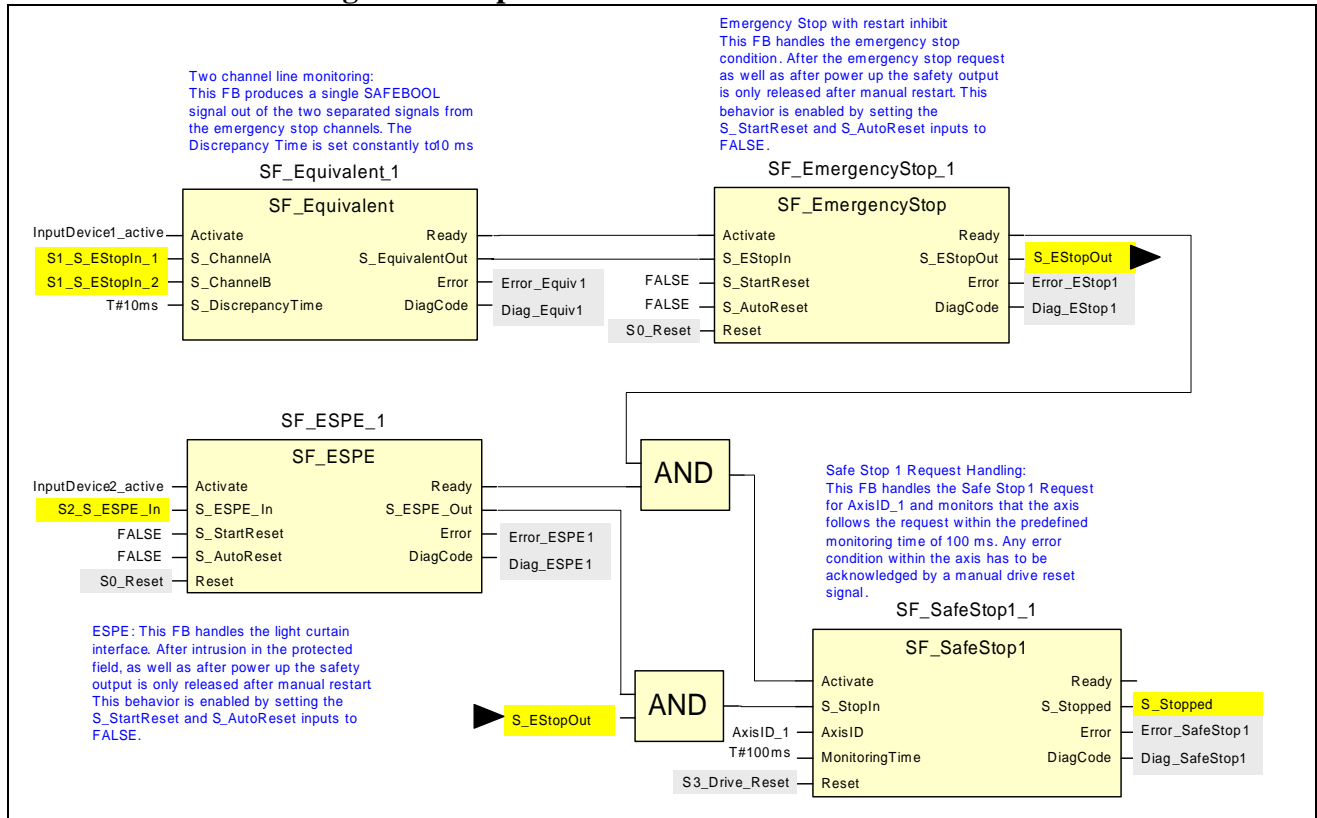 Emergency Stop with restart inhibit
This FB handles the emergency stop
condition. After the emergency stop request
as well as after power up the safety output
is only released after manual restart. This
behavior is enabled by setting the
S_StartReset and S_AutoReset inputs to
FALSE.
Two channel line monitoring:
This FB produces a single SAFEBOOL
signal out of the two separated signals from
the emergency stop channels. The
Discrepancy Time is set constantly to10 ms
SF_Equivalent_1
SF_Equivalent
InputDevice1_active
Activate
Ready
S1_S_EStopIn_1
S_ChannelA
S_EquivalentOut
S1_S_EStopIn_2
S_ChannelB
Error
Error_Equiv1
T#10ms
S_DiscrepancyTime
DiagCode
Diag_Equiv1
SF_EmergencyStop_1
SF_EmergencyStop
Activate
Ready
S_EStopIn
S_EStopOut
S_EStopOut
FALSE
S_StartReset
Error
Error_EStop1
FALSE
S_AutoReset
DiagCode
Diag_EStop1
S0_Reset
Reset
SF_ESPE_1
SF_ESPE
InputDevice2_active
Activate
Ready
S2_S_ESPE_In
S_ESPE_In
S_ESPE_Out
FALSE
S_StartReset
Error
Error_ESPE1
FALSE
S_AutoReset
DiagCode
Diag_ESPE1
S0_Reset
Reset
AND
Safe Stop 1 Request Handling:
This FB handles the Safe Stop1 Request
for AxisID_1 and monitors that the axis
follows the request within the predefined
monitoring time of 100 ms. Any error
condition within the axis has to be
acknowledged by a manual drive reset
signal.
ESPE: This FB handles the light curtain
interface. After intrusion in the protected
field, as well as after power up the safety
output is only released after manual restart
This behavior is enabled by setting the
S_StartReset and S_AutoReset inputs to
FALSE.
S_EStopOut
AND
SF_SafeStop1_1
SF_SafeStop1
Activate
Ready
S_StopIn
S_Stopped
S_Stopped
AxisID_1
AxisID
Error
Error_SafeStop1
T#100ms
MonitoringTime
DiagCode
Diag_SafeStop1
S3_Drive_Reset
Reset